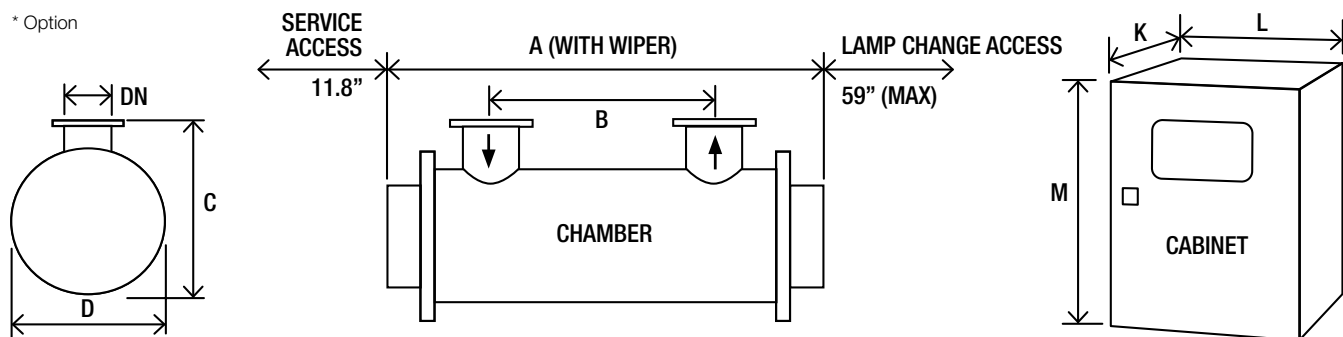 * Option
SERVICE
ACCESS
11.8”
A (WITH WIPER)
LAMP CHANGE ACCESS
59” (MAX)
K
L
DN
B
C
D
CHAMBER
M
CABINET